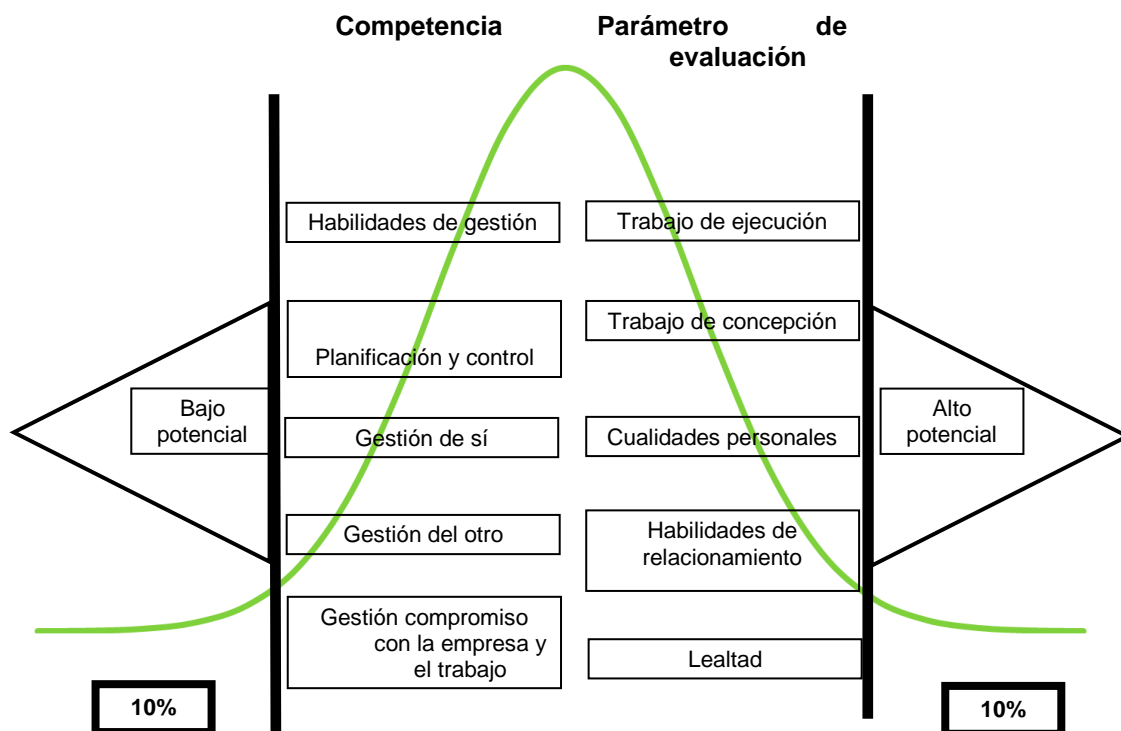 Competencia
Parámetro de
evaluación
Habilidades de gestión
Trabajo de ejecución
Planificación y control
Trabajo de concepción
Bajo
potencial
Gestión de sí
Cualidades personales
Alto
potencial
Gestión del otro
Habilidades de
relacionamiento
Gestión compromiso
con la empresa y
el trabajo
Lealtad
10%
10%